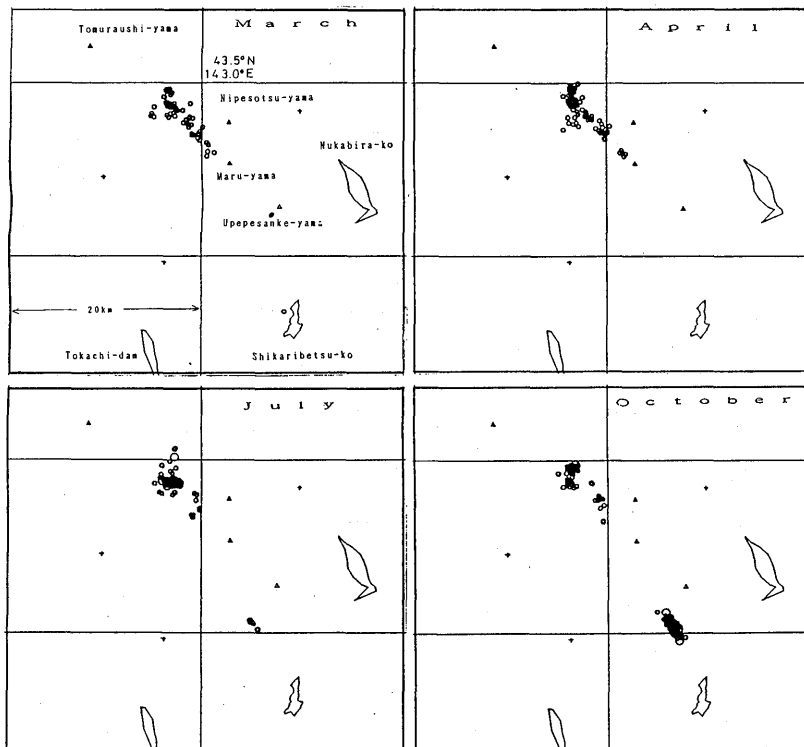 Tomuraushi-yama
March
43.5°N
143.0°E
Nipesotsu-yama
Nukabira-ko
Maru-yama
Upepesanke-yama
20km
Tokachi-dam
Shikaribetsu-ko
April
July
October